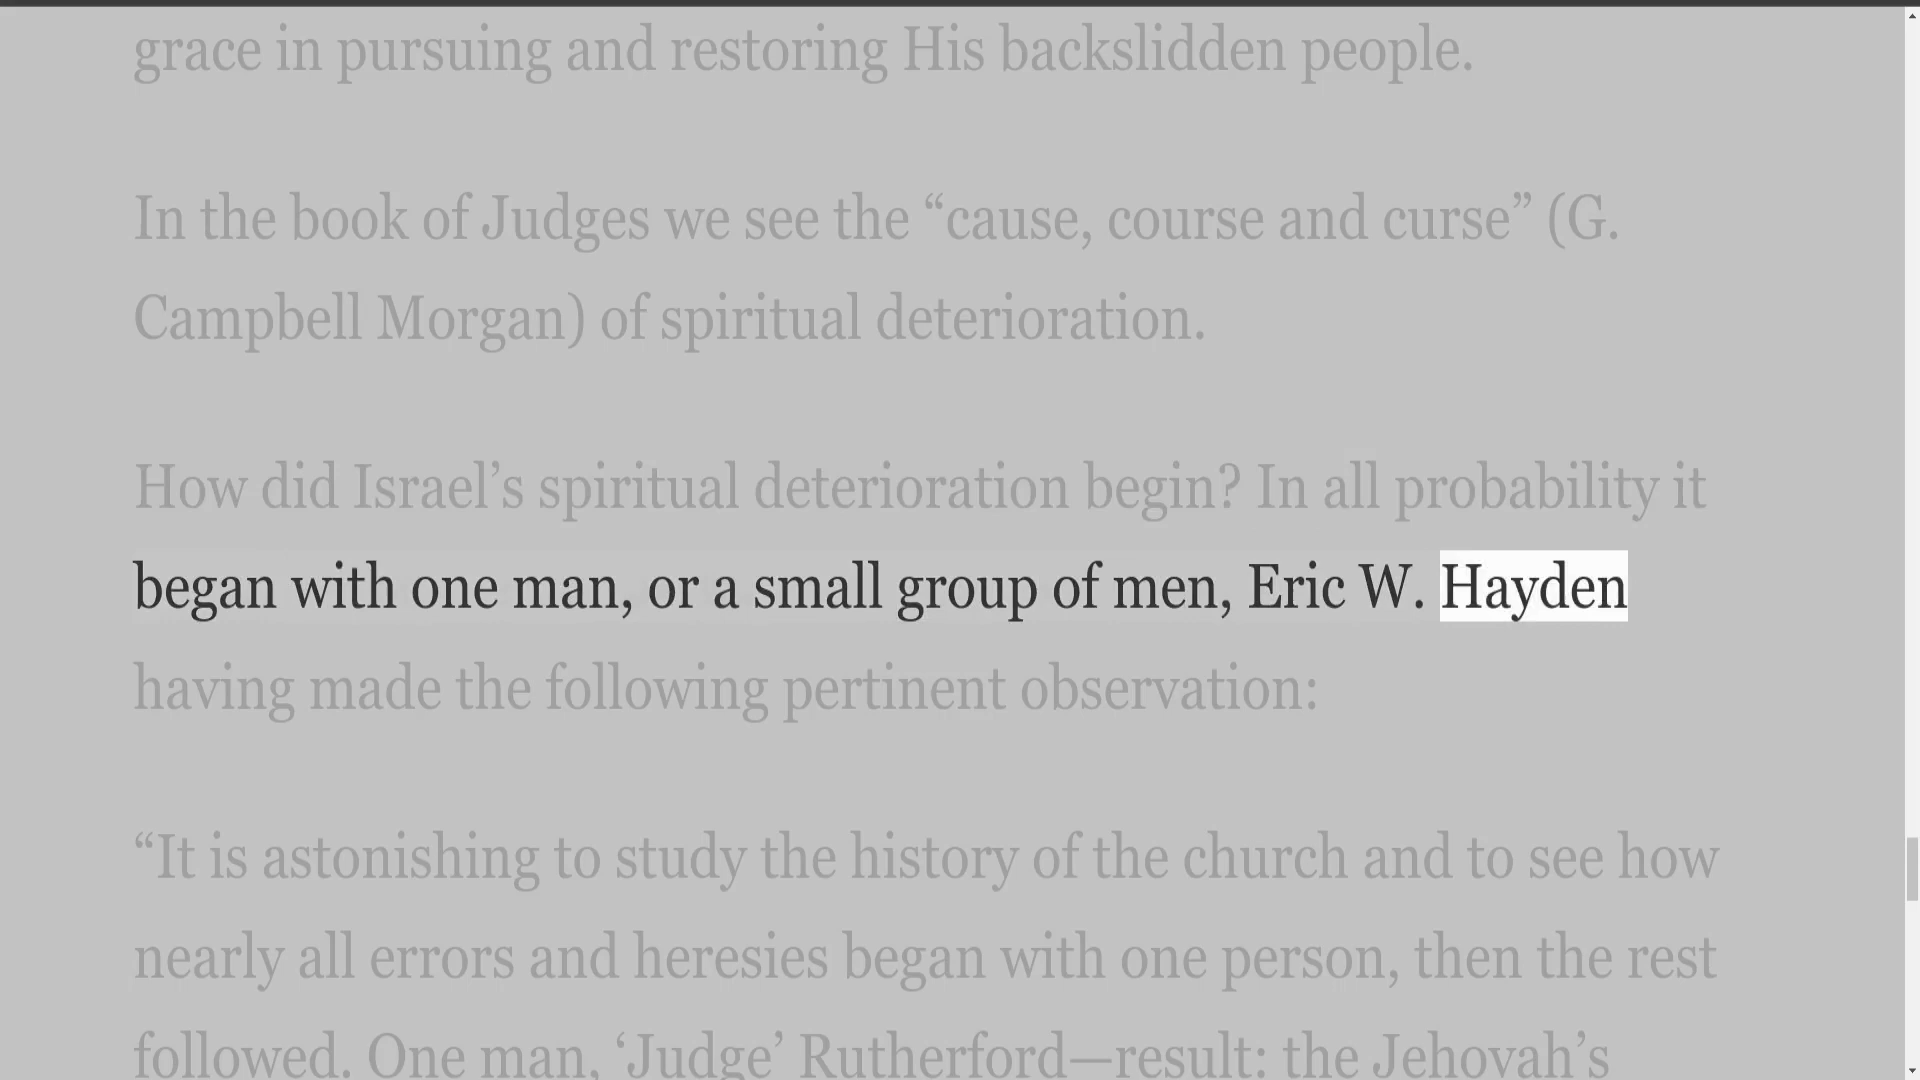 grace in pursuing and restoring His backslidden people.
In the book of Judges we see the “cause, course and curse” (G.
Campbell Morgan) of spiritual deterioration.
How did Israel’s spiritual deterioration begin? In all probability it
began with one man, or a small group of men, Eric W. Hayden
having made the following pertinent observation:
“It is astonishing to study the history of the church and to see how
nearly all errors and heresies began with one person, then the rest
followed. One man, ‘Judge’ Rutherford—result: the Jehovah’s